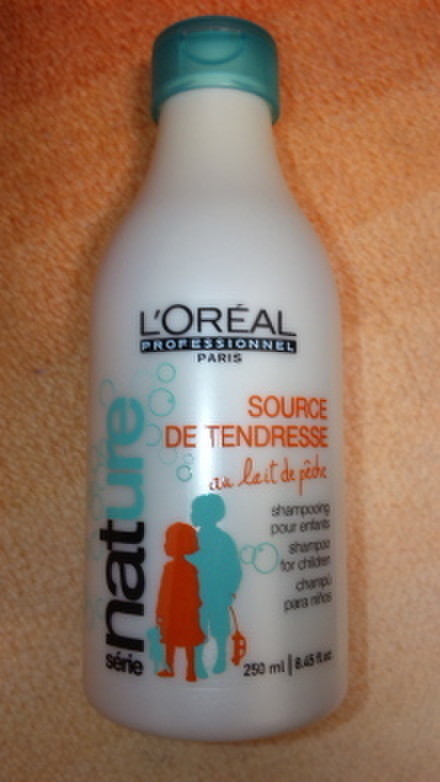 L'ORÉAL
PROFESSIONNEL
PARIS
SOURCE
DE TENDRESSE
au lait de pêche
shampooing
pour enfants
shampoo
for children
champú
para niños
250 ml | 8.45 fl.oz
série nature